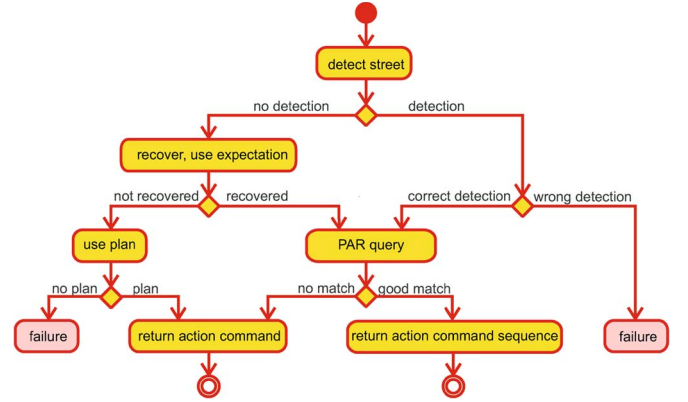 detect street
no detection
detection
recover, use expectation
not recovered
recovered
correct detection
wrong detection
use plan
PAR query
no plan
plan
no match
good match
failure
return action command
return action command sequence
failure